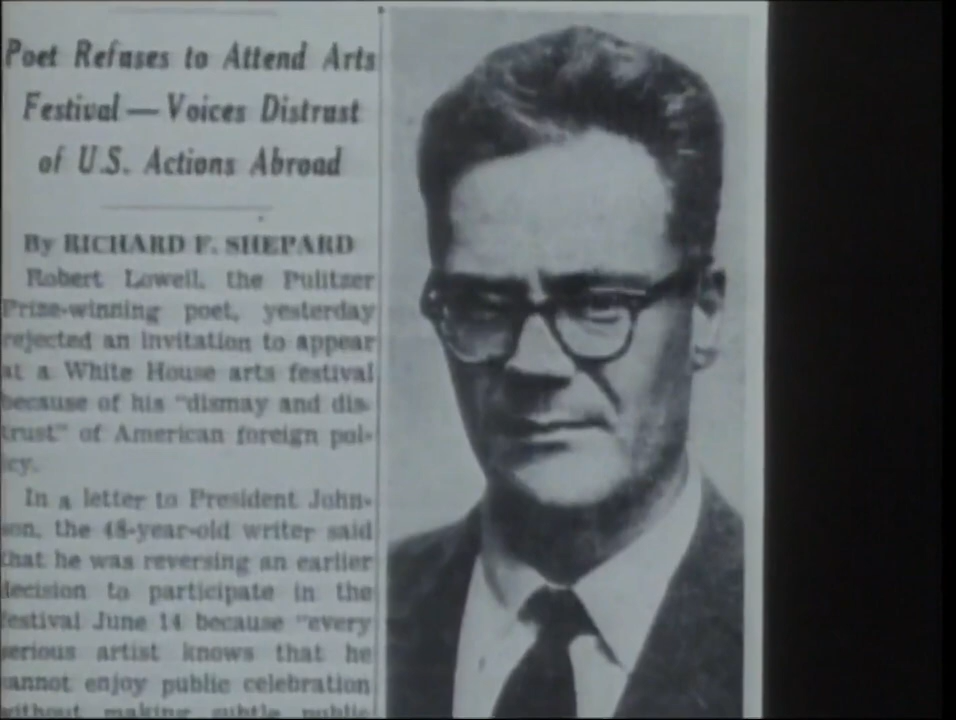 Poet Refuses to Attend Arts
Festival — Voices Distrust
of U.S. Actions Abroad
By RICHARD F. SHEPARD
Robert Lowell, the Pulitzer
Prize-winning poet, yesterday
rejected an invitation to appear
at a White House arts festival
because of his "dismay and dis-
trust" of American foreign pol-
icy.
In a letter to President John-
son, the 48-year-old writer said
that he was reversing an earlier
decision to participate in the
festival June 14 because "every
serious artist knows that he
cannot enjoy public celebration
without making subtle public